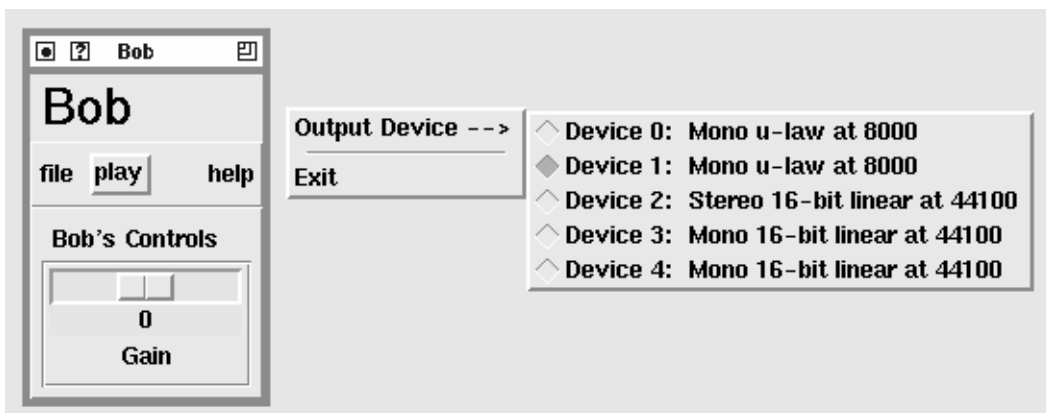 Bob
Bob
file play help
Bob's Controls
0
Gain
Output Device -->
Exit
Device 0: Mono u-law at 8000
Device 1: Mono u-law at 8000
Device 2: Stereo 16-bit linear at 44100
Device 3: Mono 16-bit linear at 44100
Device 4: Mono 16-bit linear at 44100